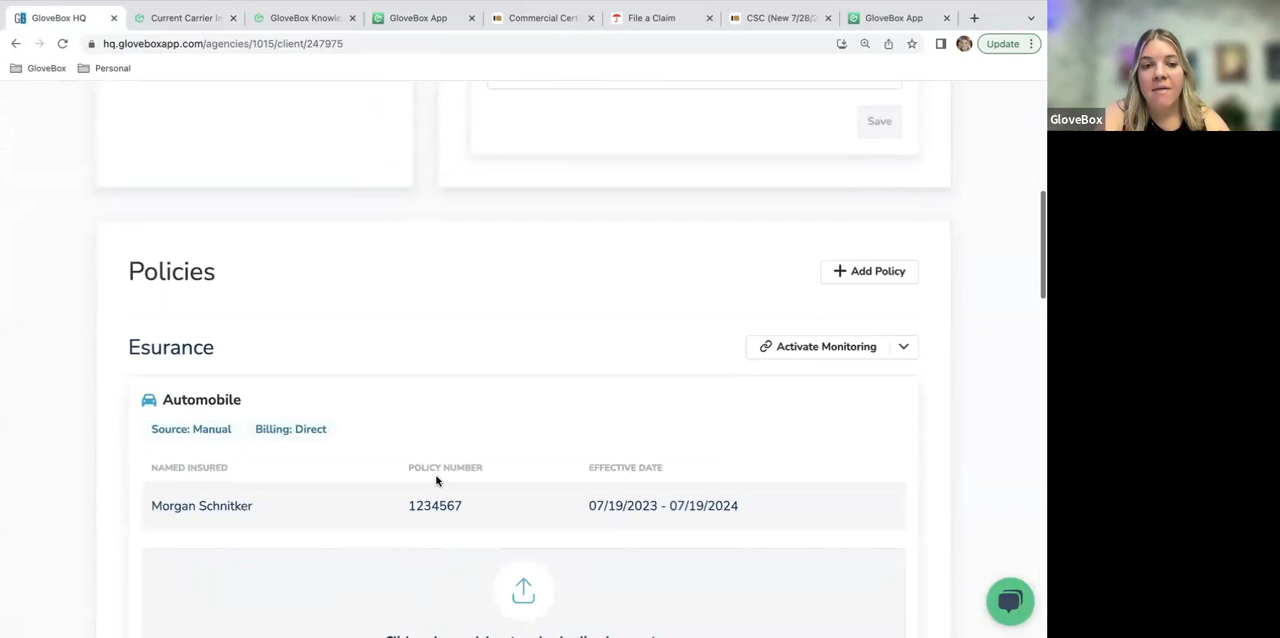 GloveBox HQ
Current Carrier In
GloveBox Knowle
GloveBox App
Commercial Cert
File a Claim
CSC (New 7/28/2
GloveBox App
hq.gloveboxapp.com/agencies/1015/client/247975
Update
GloveBox
Personal
GloveBox
Save
Policies
Add Policy
Esurance
Activate Monitoring
Automobile
Source: Manual
Billing: Direct
NAMED INSURED
POLICY NUMBER
EFFECTIVE DATE
Morgan Schnitker
1234567
07/19/2023 - 07/19/2024